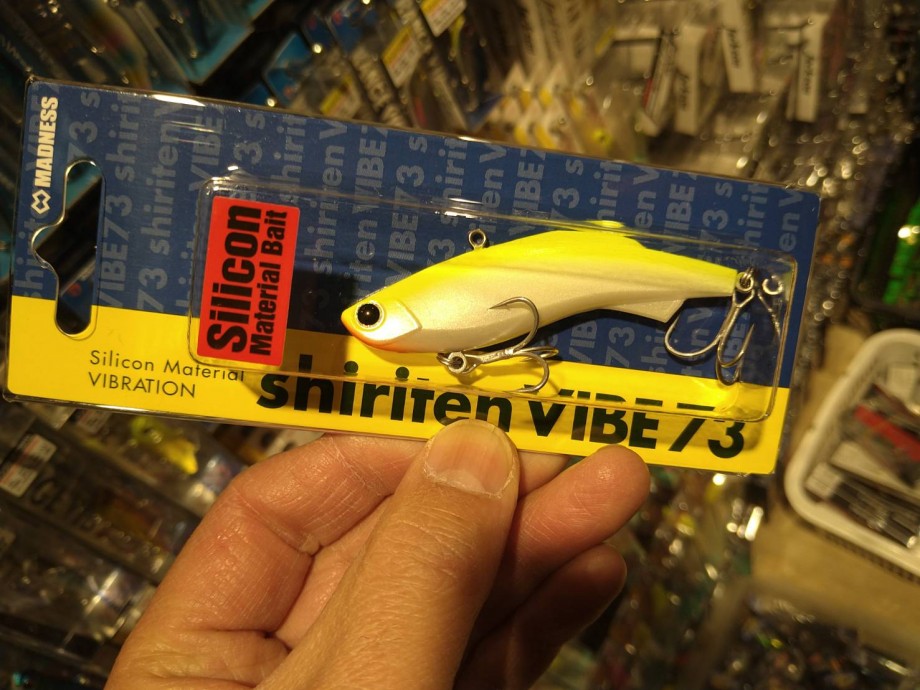 MADNESS
Silicon
Material Bait
Silicon Material
VIBRATION
shiriten VIBE 73